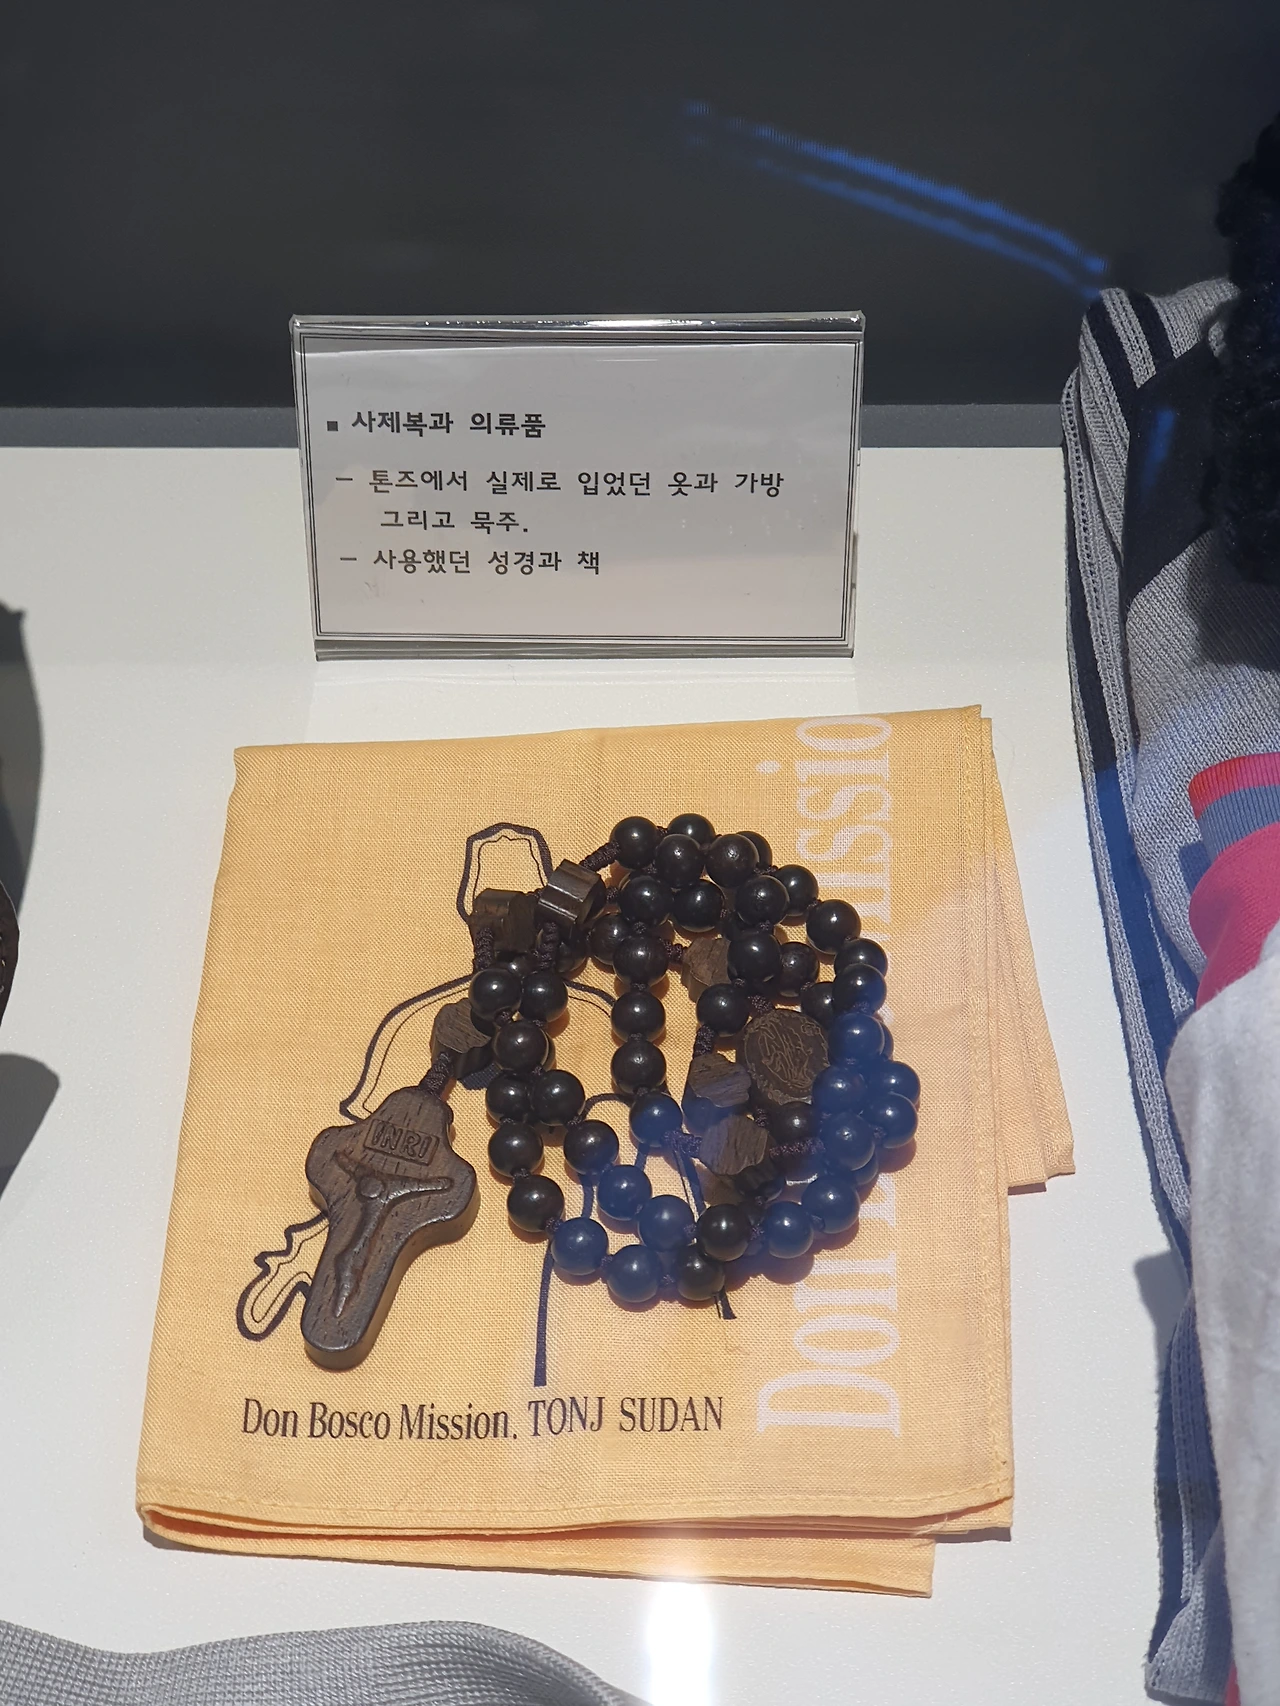 ■ 사제복과 의류품
- 톤즈에서 실제로 입었던 옷과 가방
그리고 묵주.
- 사용했던 성경과 책
INRI
Don Bosco Mission. TONJ SUDAN
Don